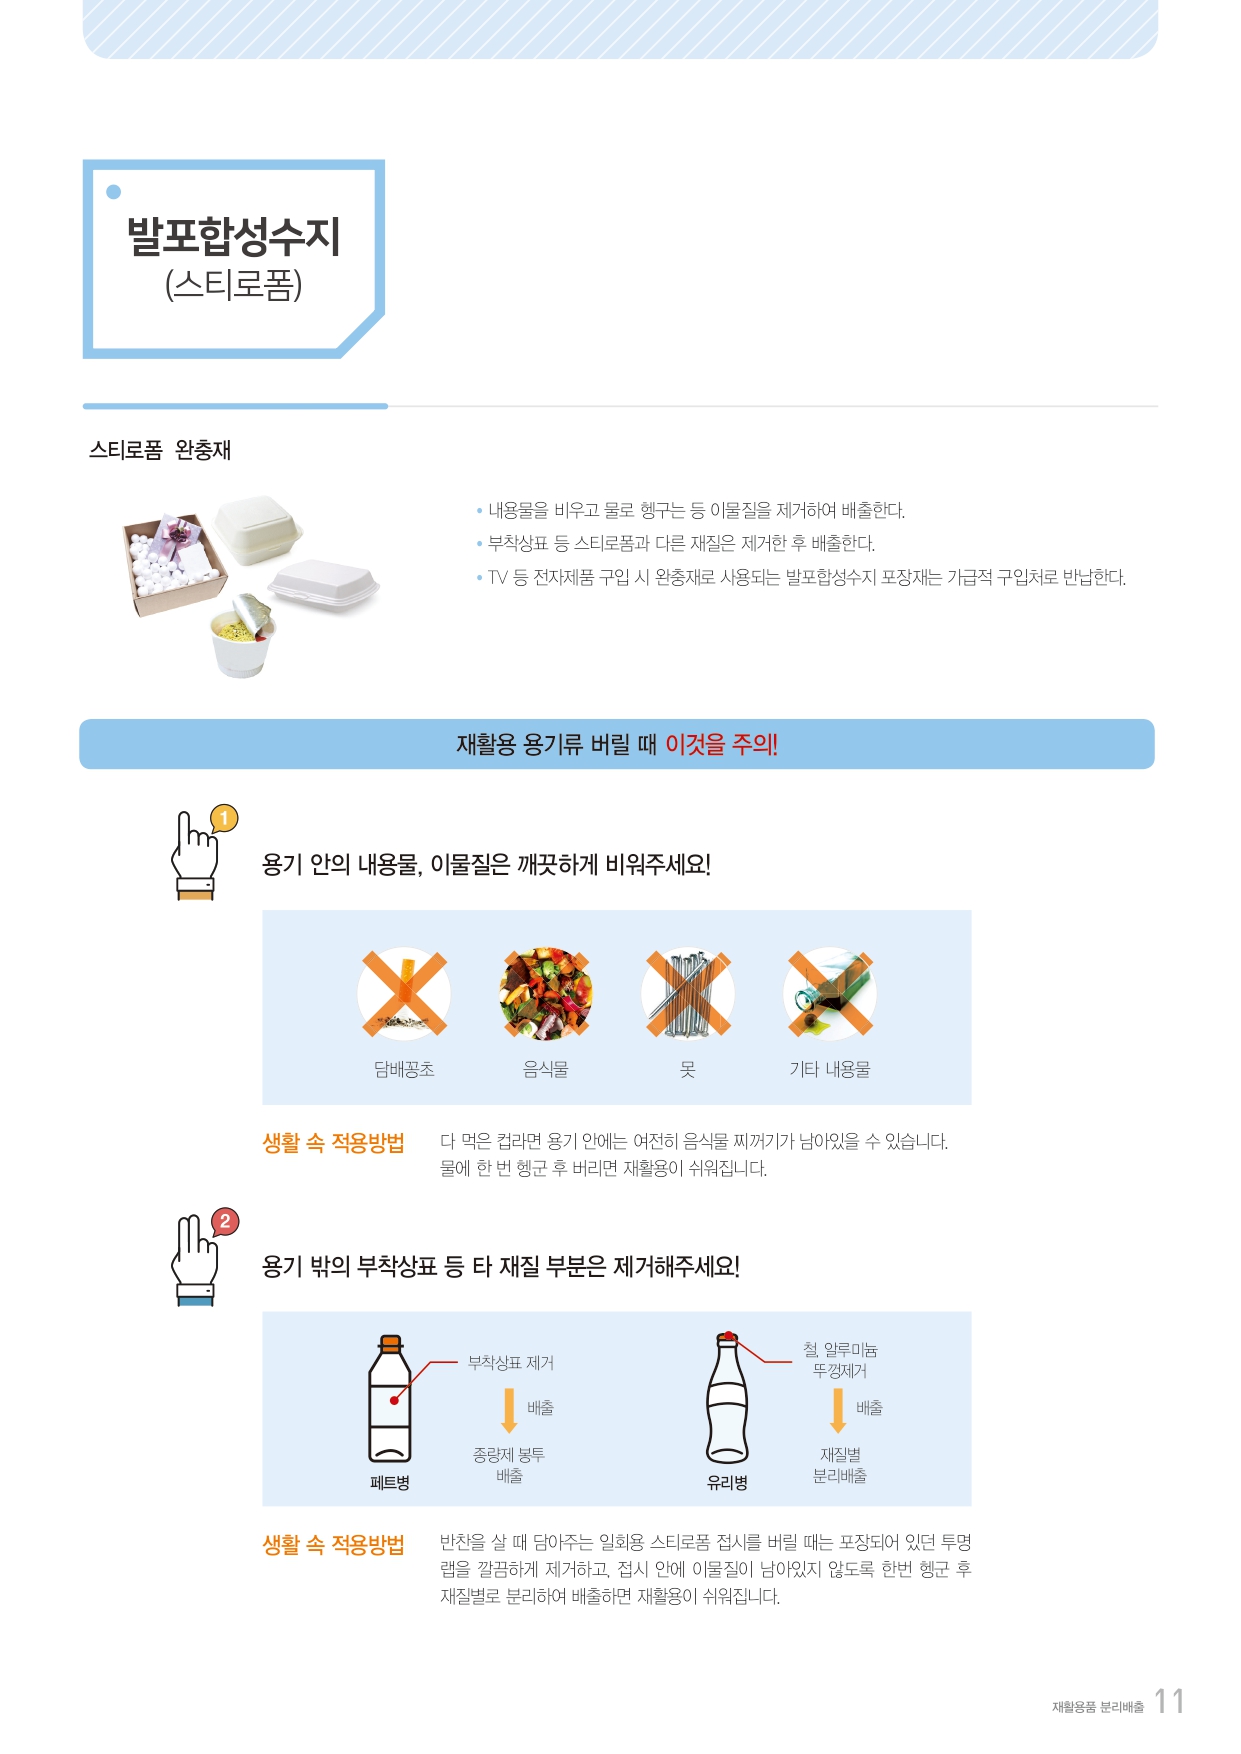 발포합성수지
(스티로폼)
스티로폼 완충재
• 내용물을 비우고 물로 헹구는 등 이물질을 제거하여 배출한다.
• 부착상표 등 스티로폼과 다른 재질은 제거한 후 배출한다.
• TV 등 전자제품 구입 시 완충재로 사용되는 발포합성수지 포장재는 가급적 구입처로 반납한다.
재활용 용기류 버릴 때 이것을 주의!
1
용기 안의 내용물, 이물질은 깨끗하게 비워주세요!
담배꽁초
음식물
못
기타 내용물
생활 속 적용방법
다 먹은 컵라면 용기 안에는 여전히 음식물 찌꺼기가 남아있을 수 있습니다.
물에 한 번 헹군 후 버리면 재활용이 쉬워집니다.
2
용기 밖의 부착상표 등 타 재질 부분은 제거해주세요!
부착상표 제거
배출
종량제 봉투
배출
페트병
철, 알루미늄
뚜껑제거
배출
재질별
분리배출
유리병
생활 속 적용방법
반찬을 살 때 담아주는 일회용 스티로폼 접시를 버릴 때는 포장되어 있던 투명
랩을 깔끔하게 제거하고, 접시 안에 이물질이 남아있지 않도록 한번 헹군 후
재질별로 분리하여 배출하면 재활용이 쉬워집니다.
재활용품 분리배출 11